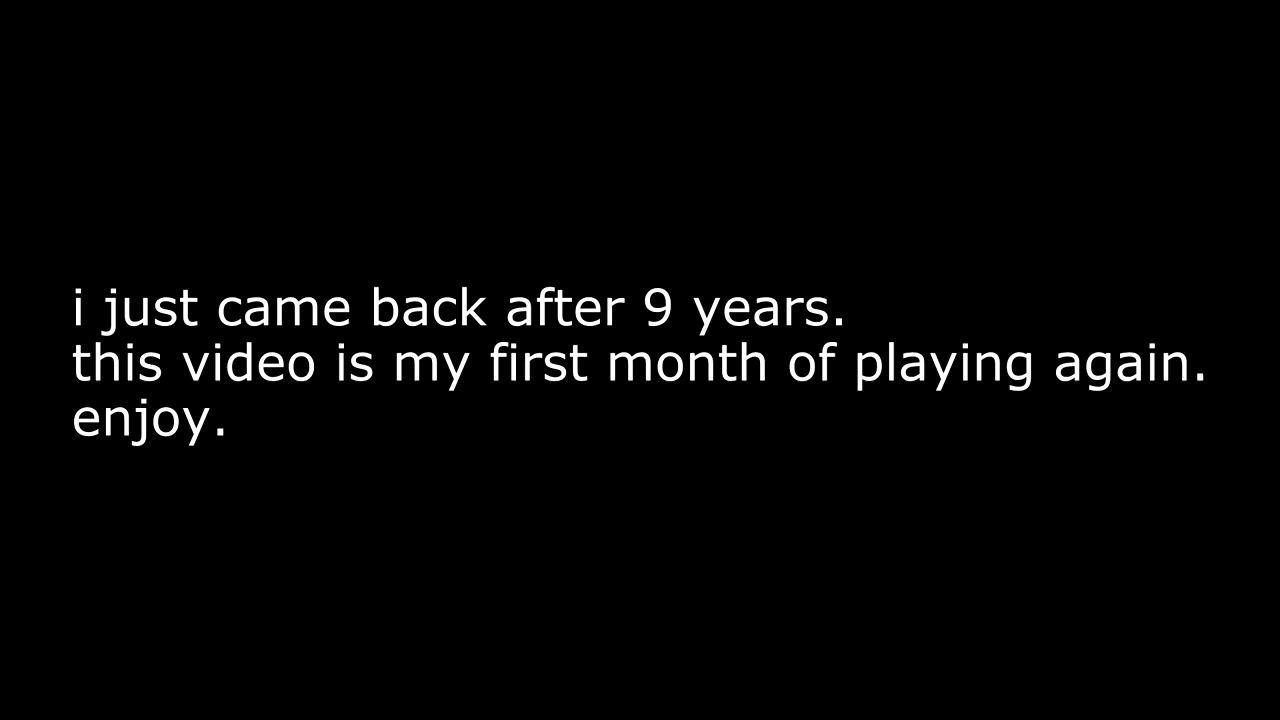 i just came back after 9 years.
this video is my first month of playing again.
enjoy.